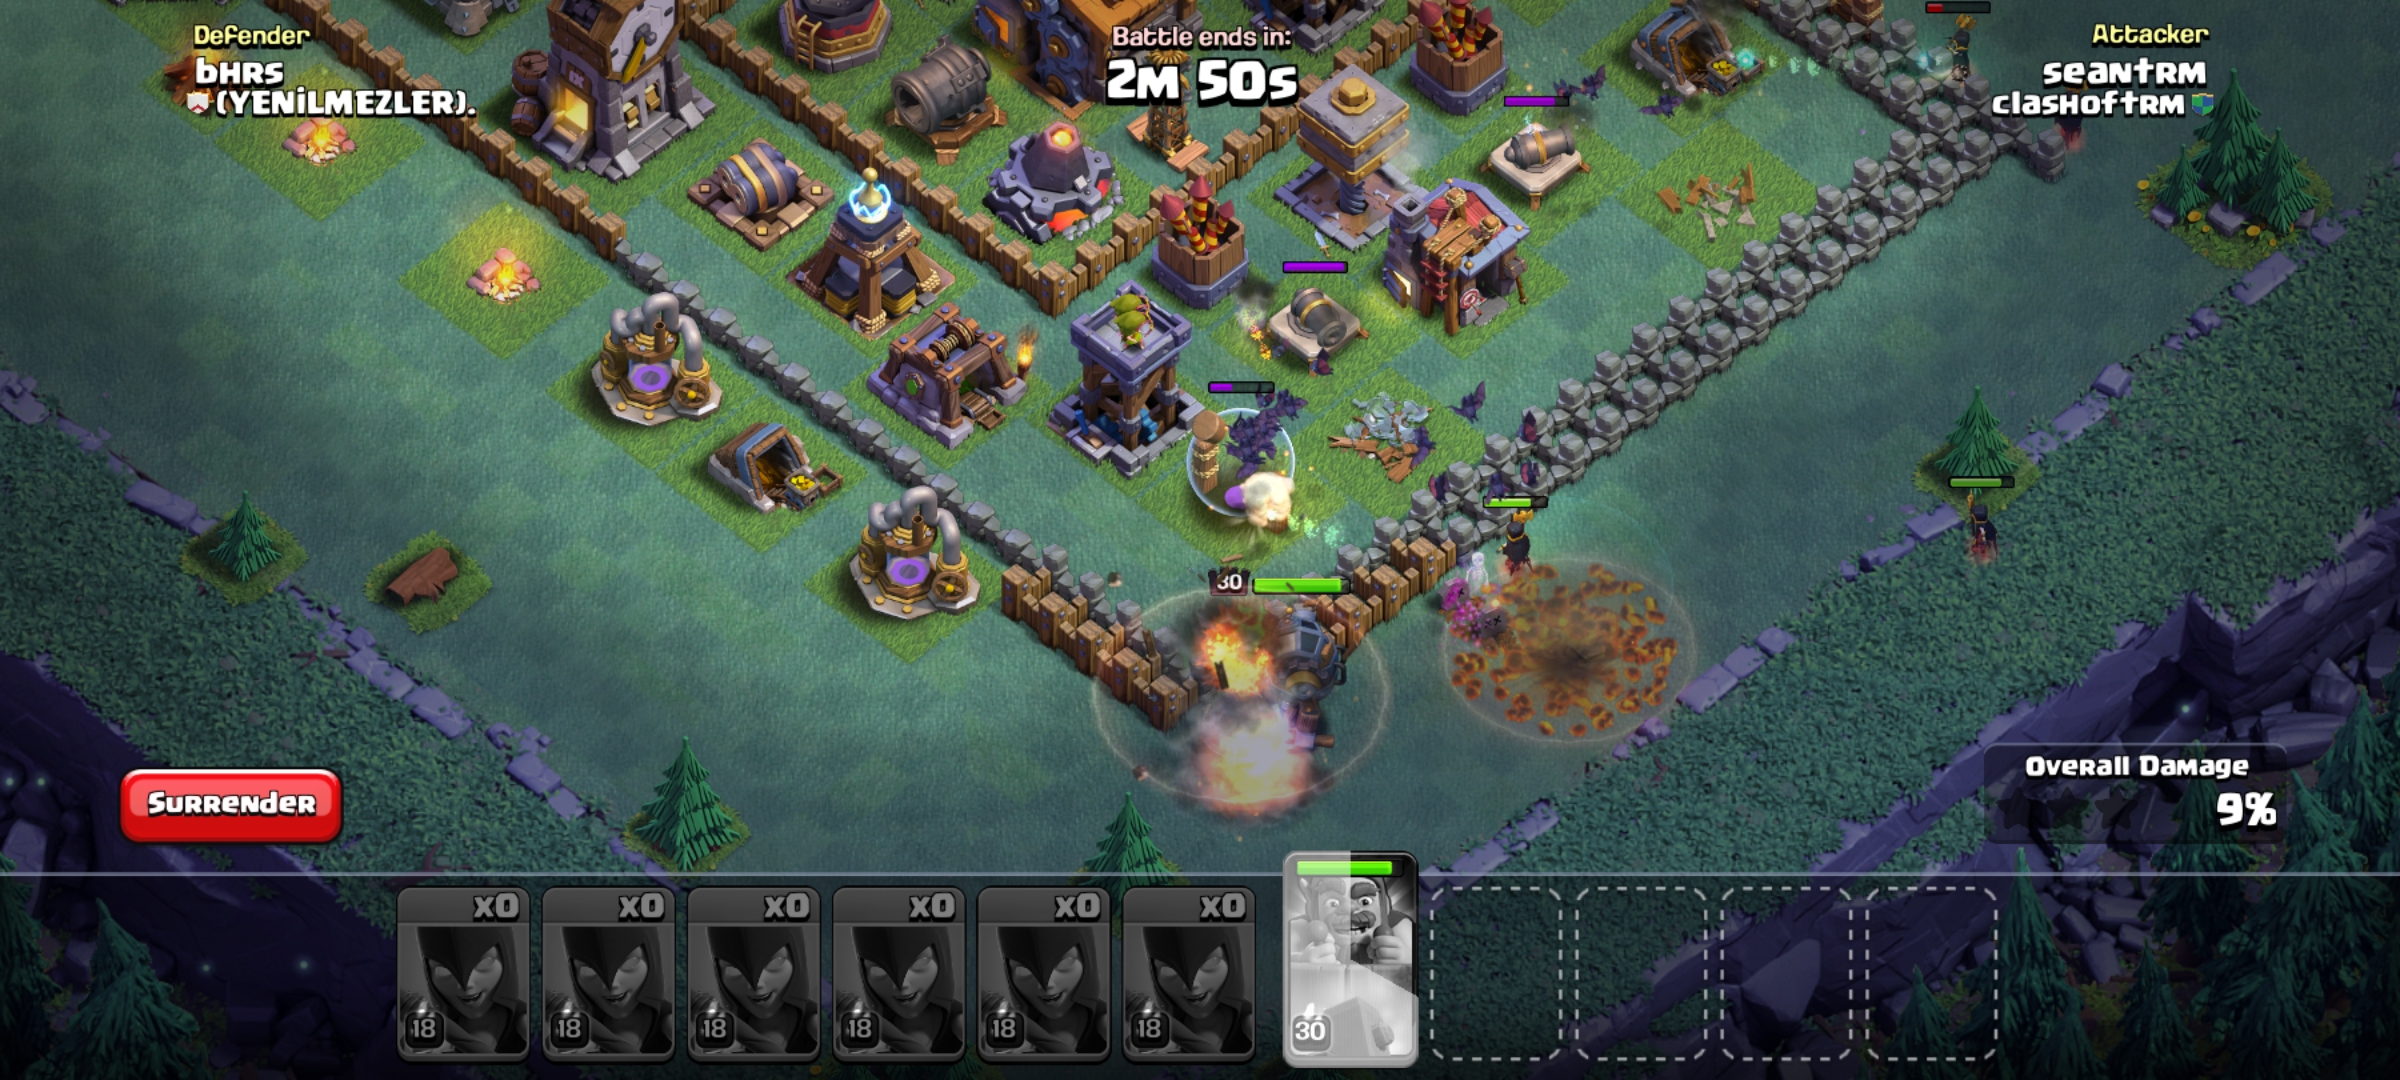 Defender
bHRS
(YENİLMEZLER).
Battle ends in:
2M 50S
Attacker
seantRM
clashoftRM
30
Surrender
Overall Damage
9%
x0 x0 x0 x0 x0 x0
18 18 18 18 18 18 30